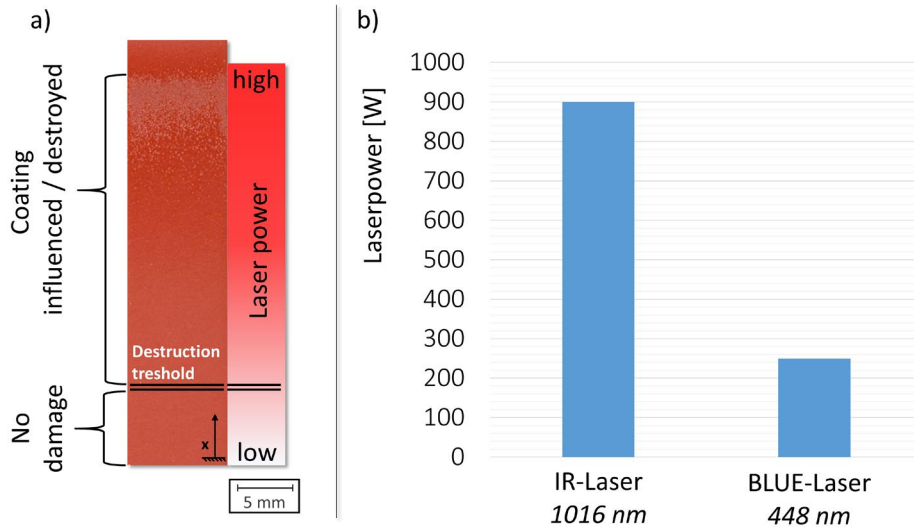 a)
Coating
influenced / destroyed
No
damage
Destruction
treshold
x
high
Laser power
low
5 mm
b)
Laserpower [W]
1000
900
800
700
600
500
400
300
200
100
0
IR-Laser
1016 nm
BLUE-Laser
448 nm